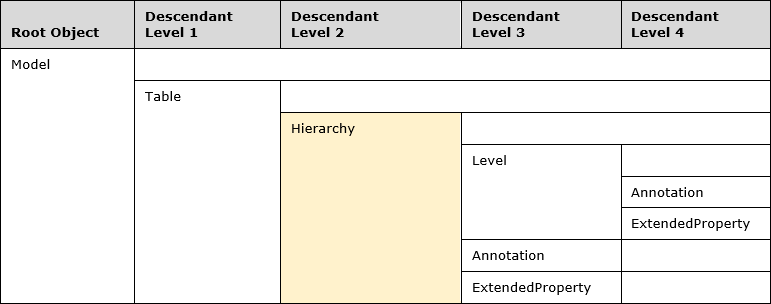 Root Object
Descendant
Level 1
Descendant
Level 2
Descendant
Level 3
Descendant
Level 4
Model
Table
Hierarchy
Level
Annotation
ExtendedProperty
Annotation
ExtendedProperty